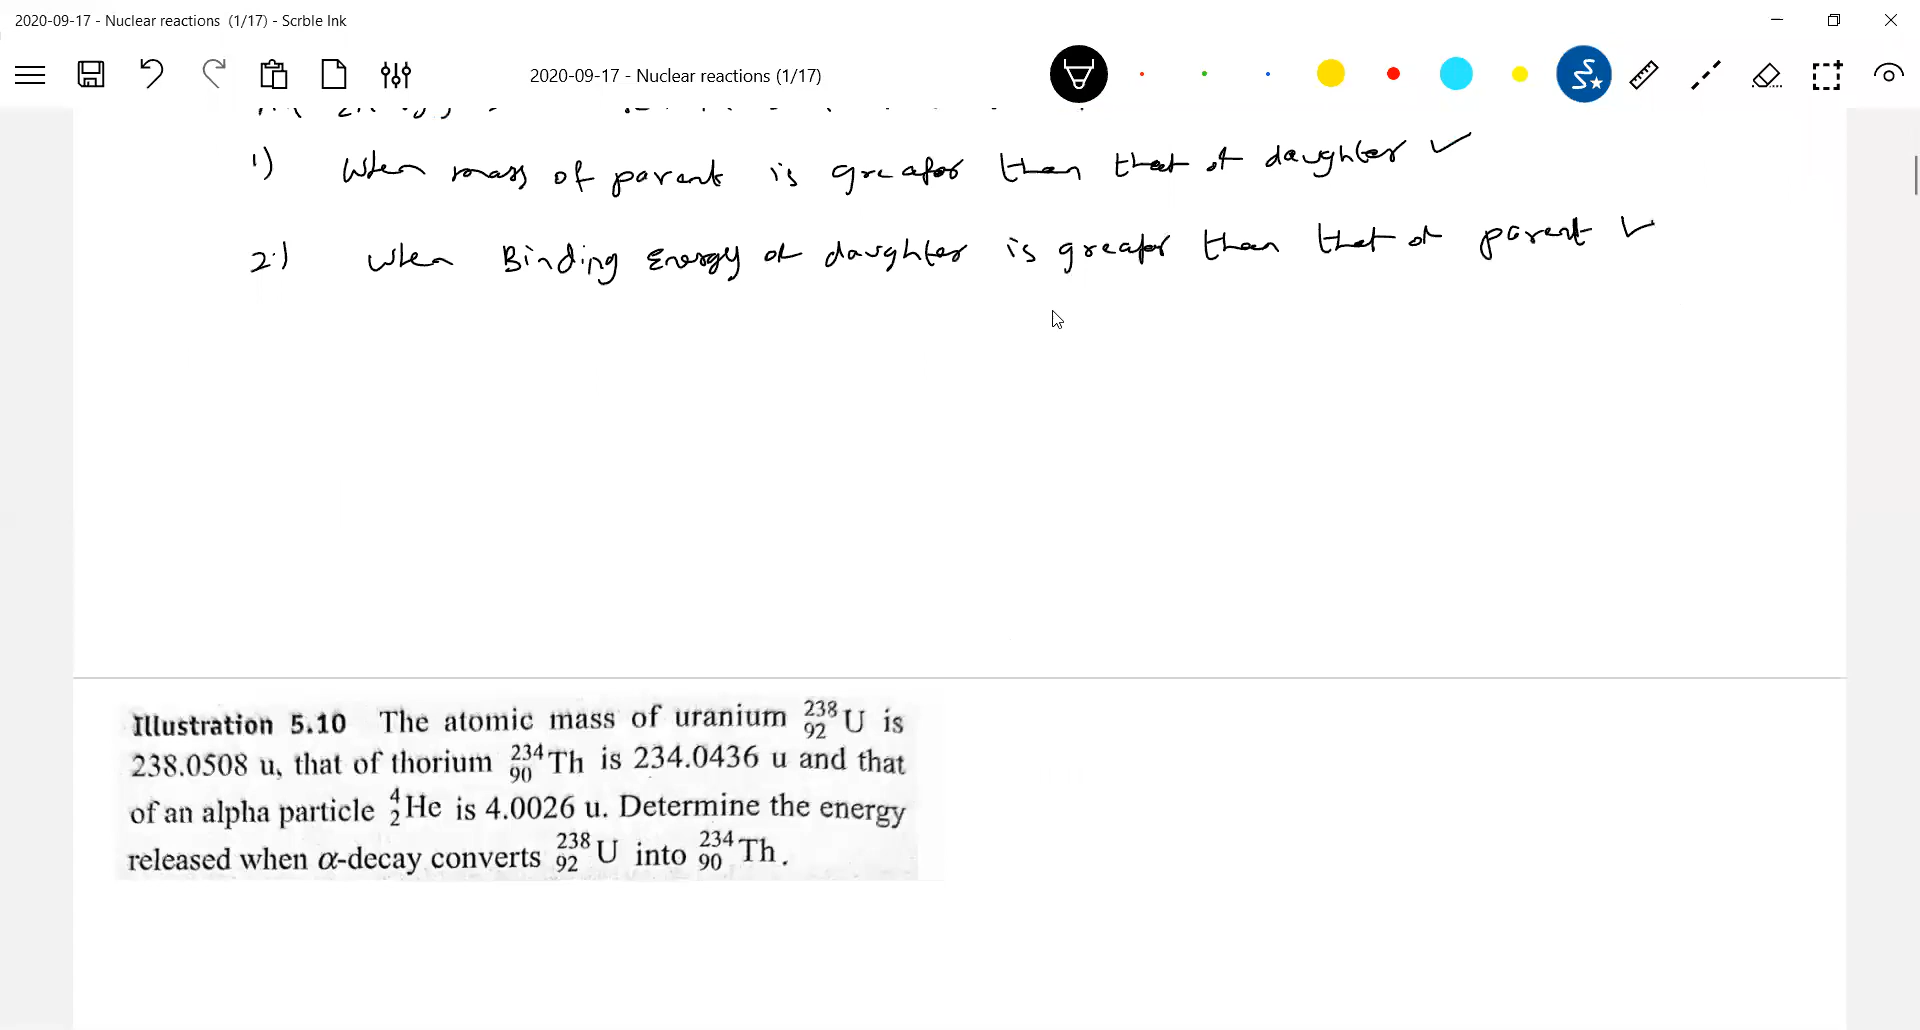 2020-09-17 - Nuclear reactions (1/17) - Scrble Ink
2020-09-17 - Nuclear reactions (1/17)
1) When mass of parent is greater than that of daughter ✓
2.) when Binding Energy of daughter is greater than that of parent ✓
Illustration 5.10 The atomic mass of uranium ²³⁸₉₂U is
238.0508 u, that of thorium ²³⁴₉₀Th is 234.0436 u and that
of an alpha particle ⁴₂He is 4.0026 u. Determine the energy
released when α-decay converts ²³⁸₉₂U into ²³⁴₉₀Th.